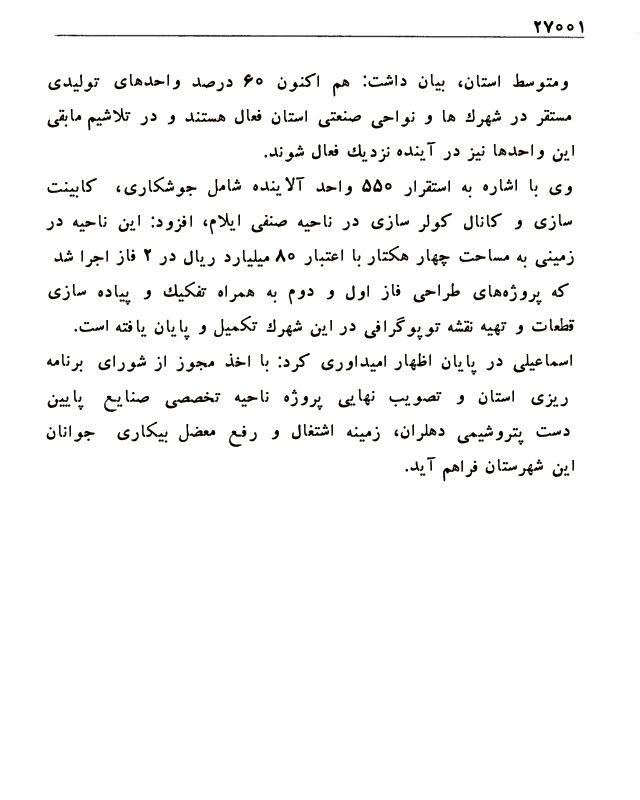 ۲۷۰۰۱
ومتوسط استان، بیان داشت: هم اکنون ۶۰ درصد واحدهای تولیدی
مستقر در شهرك ها و نواحی صنعتی استان فعال هستند و در تلاشیم مابقی
این واحدها نیز در آینده نزدیك فعال شوند.
وی با اشاره به استقرار ۵۵۰ واحد آلاینده شامل جوشکاری، کابینت
سازی و کانال کولر سازی در ناحیه صنفی ایلام، افزود: این ناحیه در
زمینی به مساحت چهار هکتار با اعتبار ۸۰ میلیارد ریال در ۲ فاز اجرا شد
که پروژه‌های طراحی فاز اول و دوم به همراه تفکیك و پیاده سازی
قطعات و تهیه نقشه توپوگرافی در این شهرك تکمیل و پایان یافته است.
اسماعیلی در پایان اظهار امیداوری کرد: با اخذ مجوز از شورای برنامه
ریزی استان و تصویب نهایی پروژه ناحیه تخصصی صنایع پایین
دست پتروشیمی دهلران، زمینه اشتغال و رفع معضل بیکاری جوانان
این شهرستان فراهم آید.